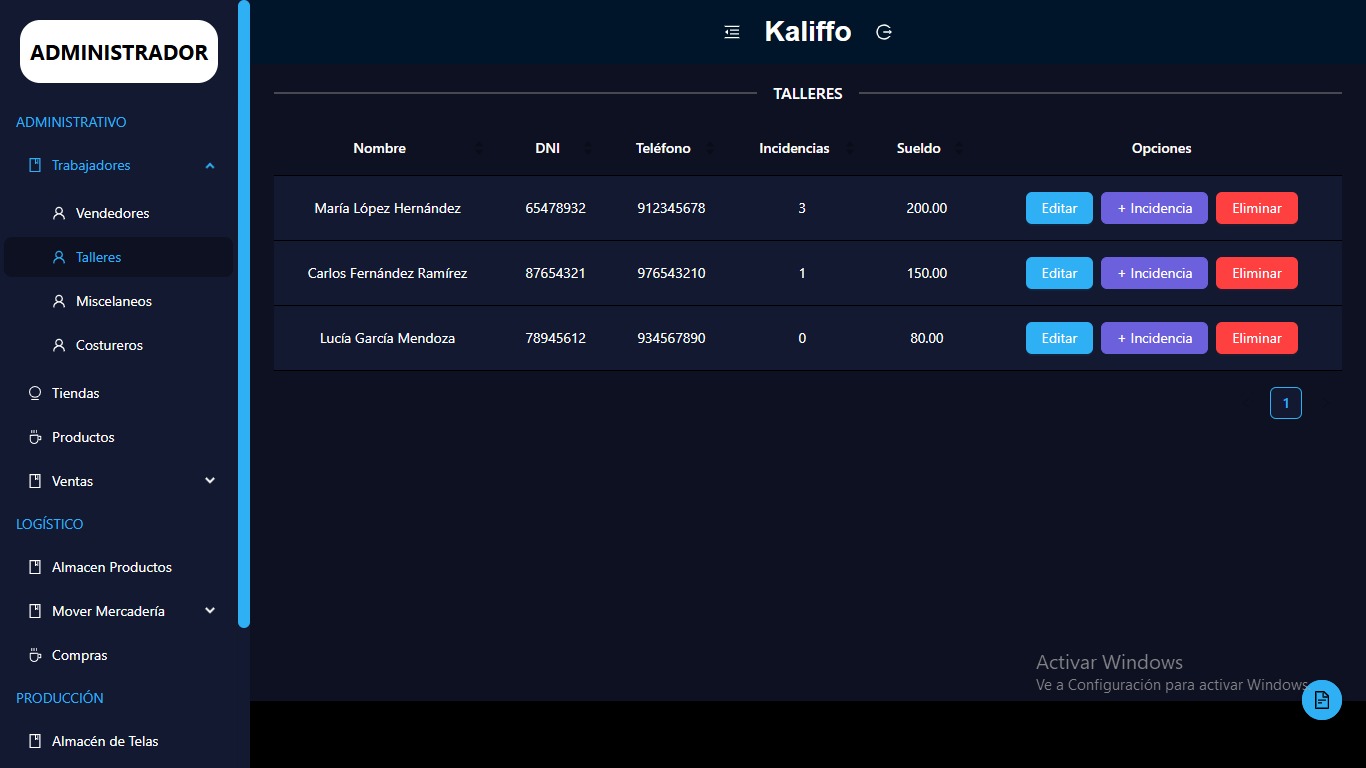 ADMINISTRADOR
ADMINISTRATIVO
Trabajadores
Vendedores
Talleres
Miscelaneos
Costureros
Tiendas
Productos
Ventas
LOGÍSTICO
Almacen Productos
Mover Mercadería
Compras
PRODUCCIÓN
Almacén de Telas
Kaliffo
TALLERES
Nombre DNI Teléfono Incidencias Sueldo Opciones
María López Hernández 65478932 912345678 3 200.00 Editar + Incidencia Eliminar
Carlos Fernández Ramírez 87654321 976543210 1 150.00 Editar + Incidencia Eliminar
Lucía García Mendoza 78945612 934567890 0 80.00 Editar + Incidencia Eliminar
1
Activar Windows
Ve a Configuración para activar Windows